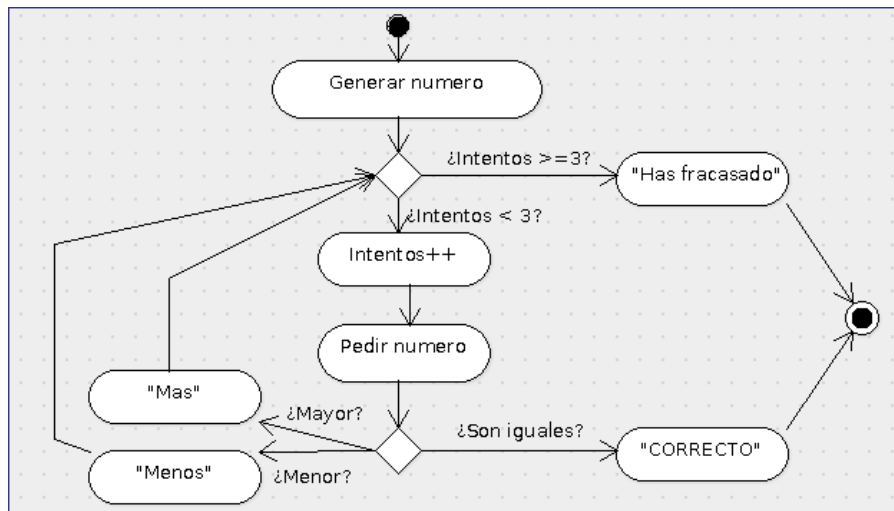 Generar numero
¿Intentos >=3?
"Has fracasado"
¿Intentos < 3?
Intentos++
Pedir numero
"Mas"
¿Mayor?
¿Son iguales?
"CORRECTO"
"Menos"
¿Menor?